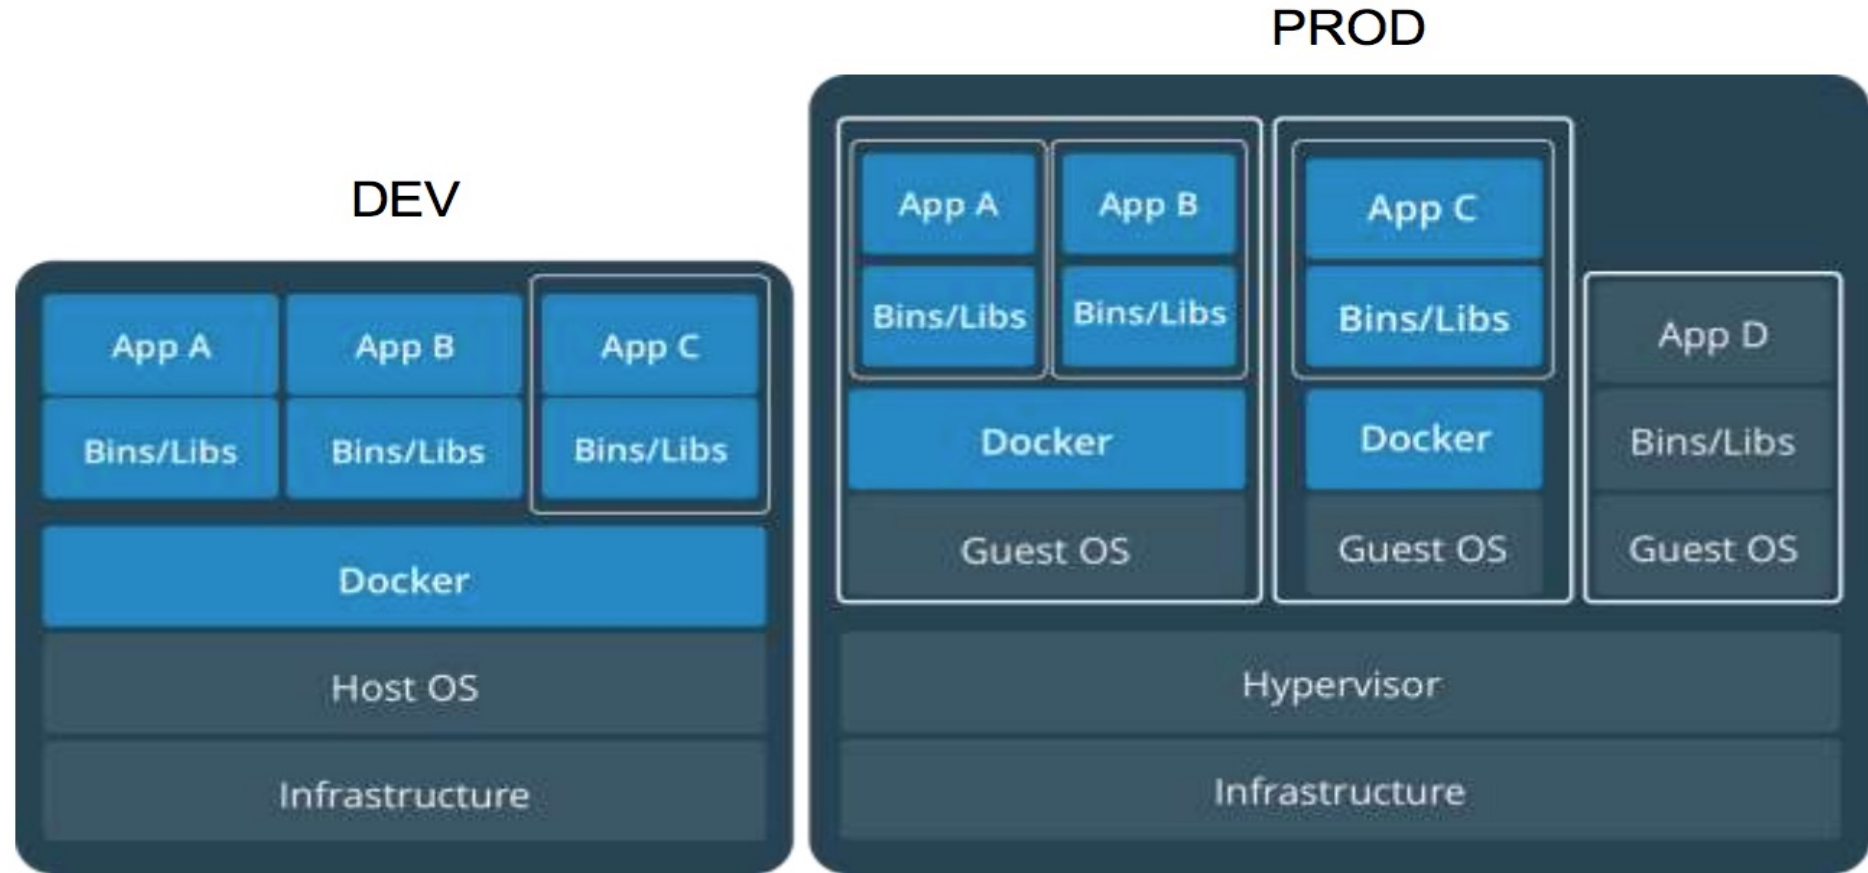 DEV
App A
App B
App C
Bins/Libs
Bins/Libs
Bins/Libs
Docker
Host OS
Infrastructure
PROD
App A
App B
Bins/Libs
Bins/Libs
Docker
Guest OS
App C
Bins/Libs
Docker
Guest OS
App D
Bins/Libs
Guest OS
Hypervisor
Infrastructure